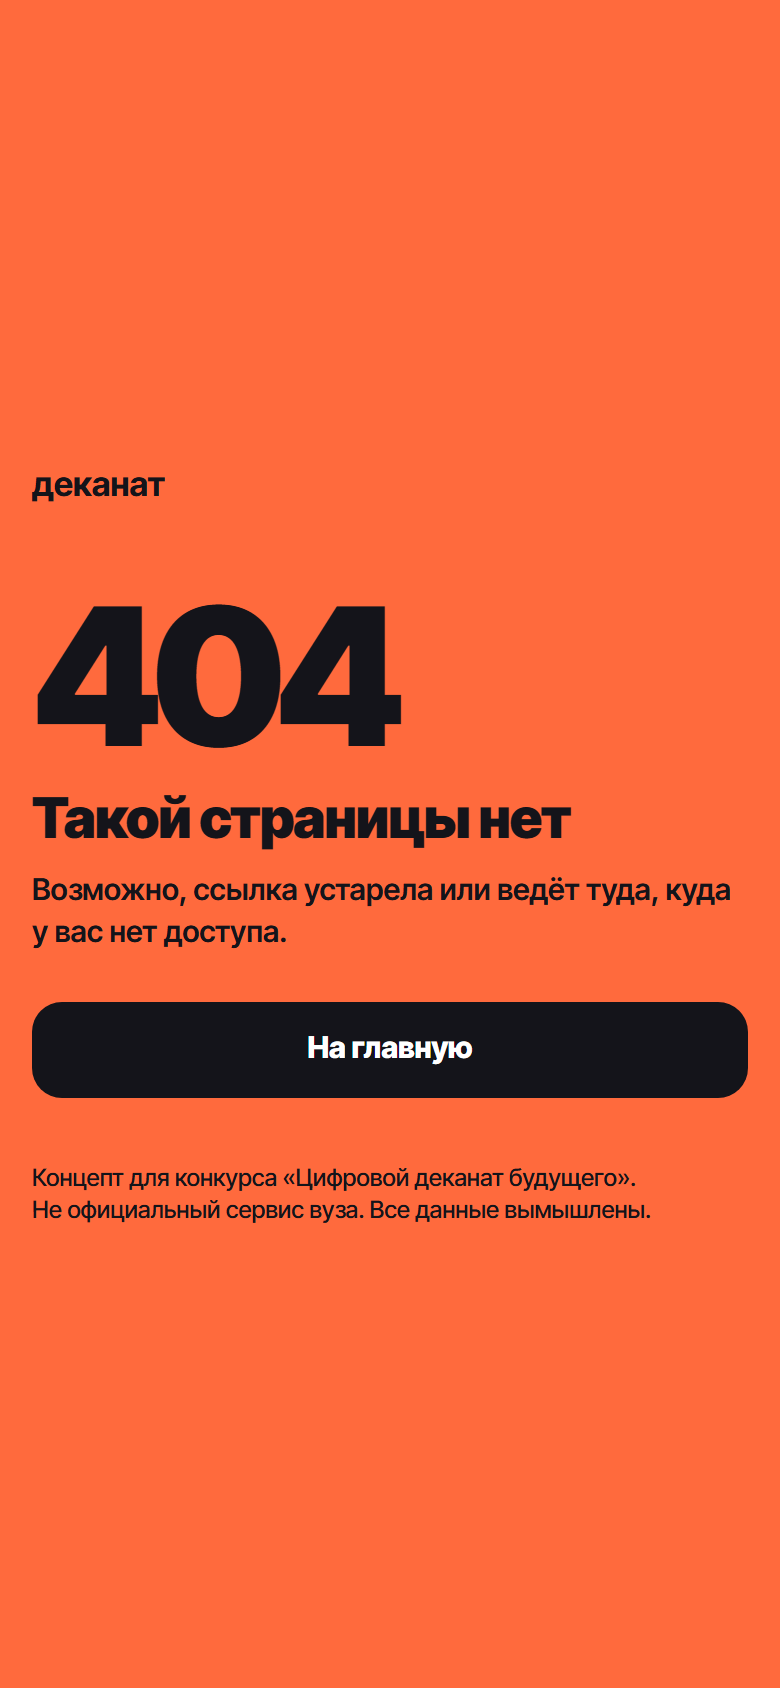 деканат
404
Такой страницы нет
Возможно, ссылка устарела или ведёт туда, куда
у вас нет доступа.
На главную
Концепт для конкурса «Цифровой деканат будущего».
Не официальный сервис вуза. Все данные вымышлены.